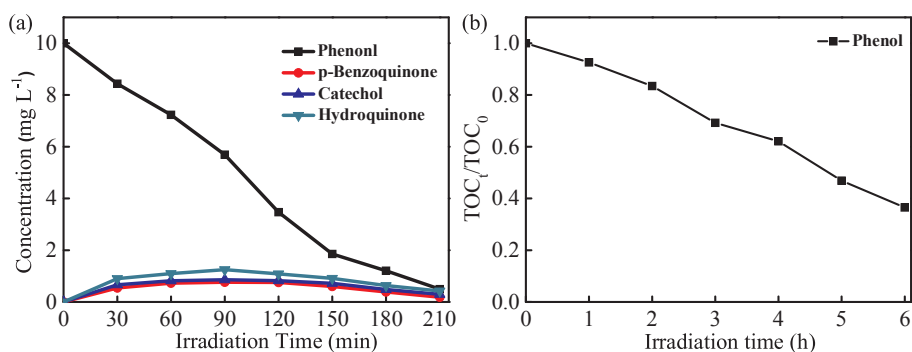 (a)
Concentration (mg L⁻¹)
10
8
6
4
2
0
Phenonl
p-Benzoquinone
Catechol
Hydroquinone
0 30 60 90 120 150 180 210
Irradiation Time (min)
(b)
TOCₜ/TOC₀
1.0
0.8
0.6
0.4
0.2
0.0
Phenol
0 1 2 3 4 5 6
Irradiation time (h)